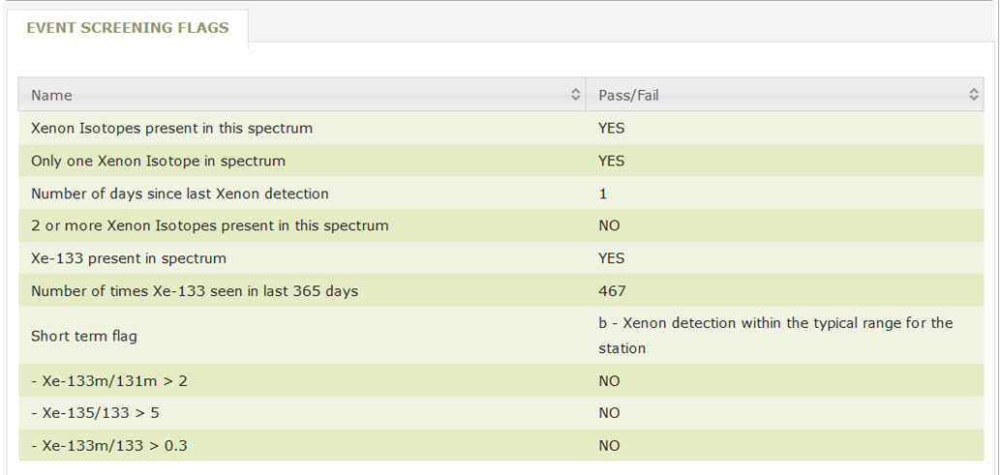 EVENT SCREENING FLAGS
Name Pass/Fail
Xenon Isotopes present in this spectrum YES
Only one Xenon Isotope in spectrum YES
Number of days since last Xenon detection 1
2 or more Xenon Isotopes present in this spectrum NO
Xe-133 present in spectrum YES
Number of times Xe-133 seen in last 365 days 467
Short term flag b - Xenon detection within the typical range for the
station
- Xe-133m/131m > 2 NO
- Xe-135/133 > 5 NO
- Xe-133m/133 > 0.3 NO